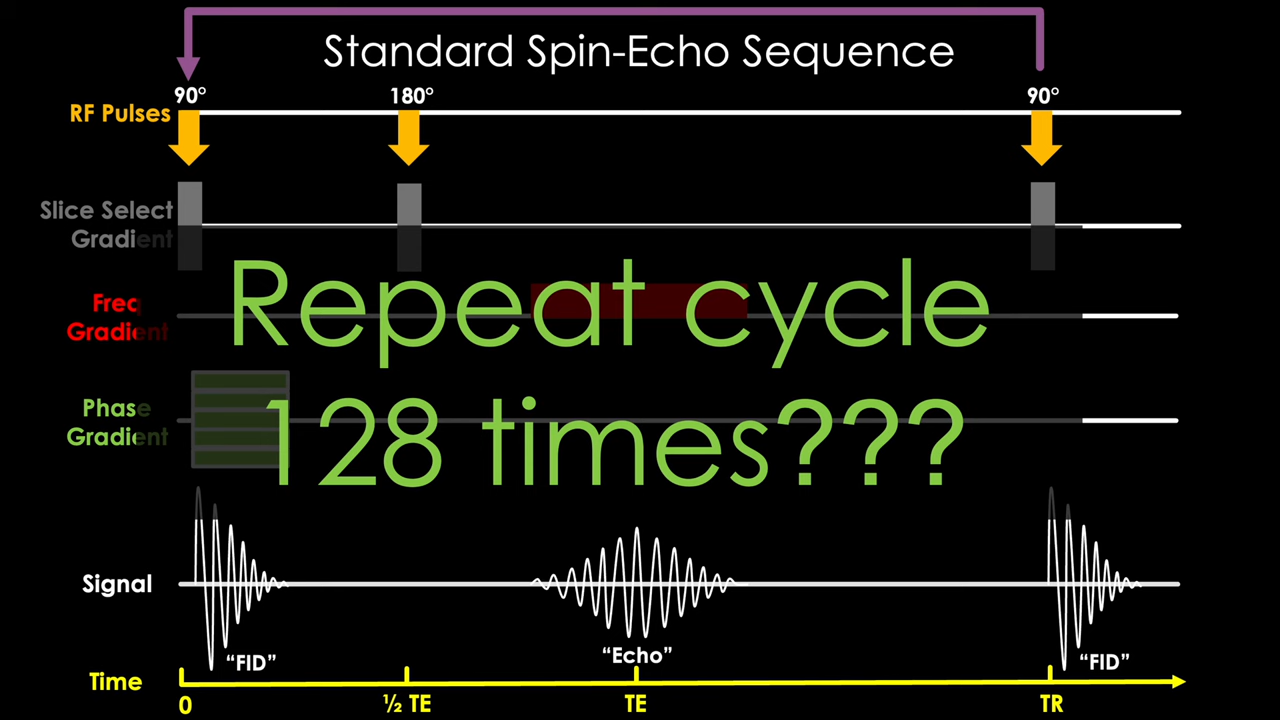 Standard Spin-Echo Sequence
90°
180°
90°
RF Pulses
Slice Select
Gradient
Freq
Gradient
Repeat cycle
128 times???
Phase
Gradient
Signal
“FID”
“Echo”
“FID”
Time
0
½ TE
TE
TR